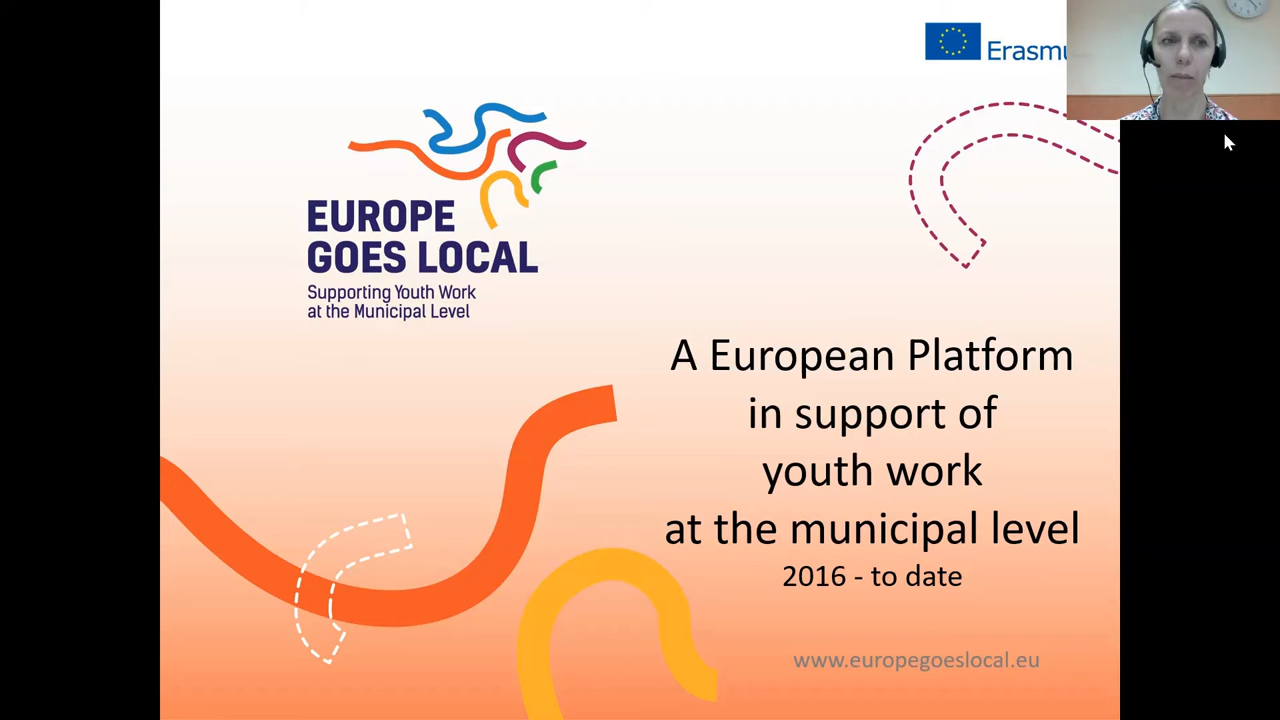 Erasmu
EUROPE
GOES LOCAL
Supporting Youth Work
at the Municipal Level
A European Platform
in support of
youth work
at the municipal level
2016 - to date
www.europegoeslocal.eu